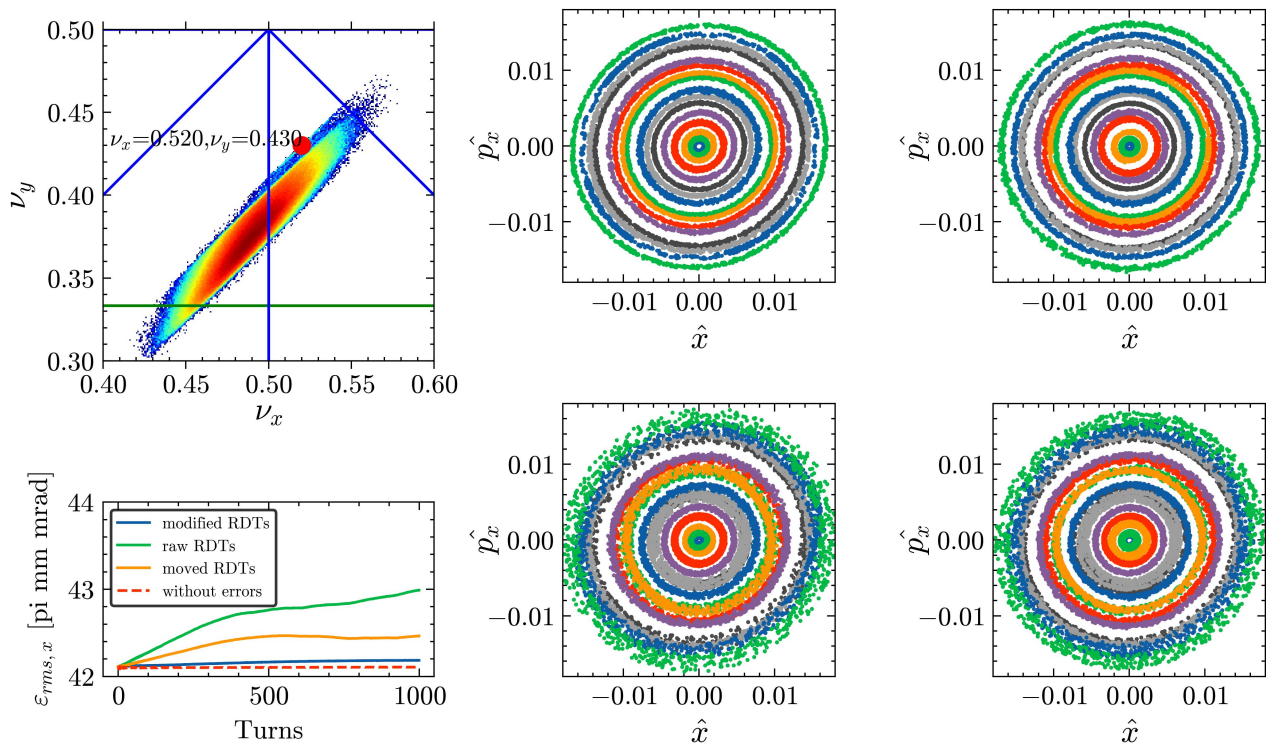 0.50
0.45
0.40
0.35
0.30
ν_y
ν_x=0.520,ν_y=0.430
0.40 0.45 0.50 0.55 0.60
ν_x
0.01
0.00
−0.01
p̂_x
−0.01 0.00 0.01
x̂
0.01
0.00
−0.01
p̂_x
−0.01 0.00 0.01
x̂
44
43
42
ε_{rms,x} [pi mm mrad]
modified RDTs
raw RDTs
moved RDTs
without errors
0 500 1000
Turns
0.01
0.00
−0.01
p̂_x
−0.01 0.00 0.01
x̂
0.01
0.00
−0.01
p̂_x
−0.01 0.00 0.01
x̂